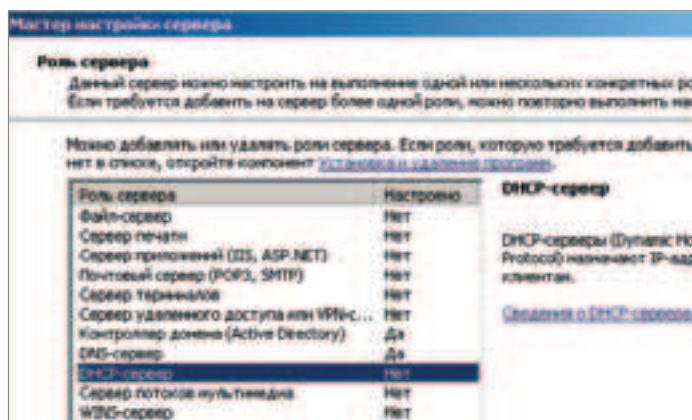 Мастер настройки сервера
Роль сервера
Данный сервер можно настроить на выполнение одной или нескольких конкретных ро
Если требуется добавить на сервер более одной роли, можно повторно выполнить нас
Можно добавлять или удалять роли сервера. Если роли, которую требуется добавить
нет в списке, откройте компонент Установка и удаление программ.
Роль сервера Настроено
Файл-сервер Нет
Сервер печати Нет
Сервер приложений (IIS, ASP.NET) Нет
Почтовый сервер (POP3, SMTP) Нет
Сервер терминалов Нет
Сервер удаленного доступа или VPN-с... Нет
Контроллер домена (Active Directory) Да
DNS-сервер Да
DHCP-сервер Нет
Сервер потоков мультимедиа Нет
WINS-сервер Нет
DHCP-сервер
DHCP-серверы (Dynamic Ho
Protocol) назначают IP-адр
клиентам.
Сведения о DHCP-серверах